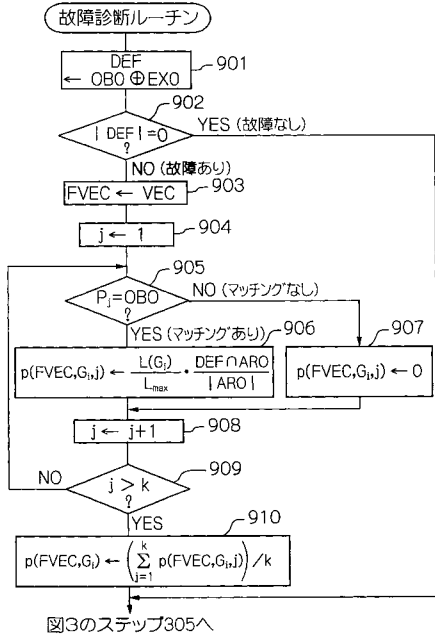 故障診断ルーチン
DEF
← OBO ⊕ EXO
901
902
| DEF | =0
?
YES (故障なし)
NO (故障あり)
FVEC ← VEC
903
j ← 1
904
905
Pj=OBO
?
NO (マッチングなし)
YES (マッチングあり)
906
907
p(FVEC,Gi,j) ← L(Gi)/Lmax · DEF∩ARO/|ARO|
p(FVEC,Gi,j) ← 0
j ← j+1
908
909
j > k
?
NO
YES
910
p(FVEC,Gi) ← (∑j=1k p(FVEC,Gi,j))/k
図3のステップ305へ